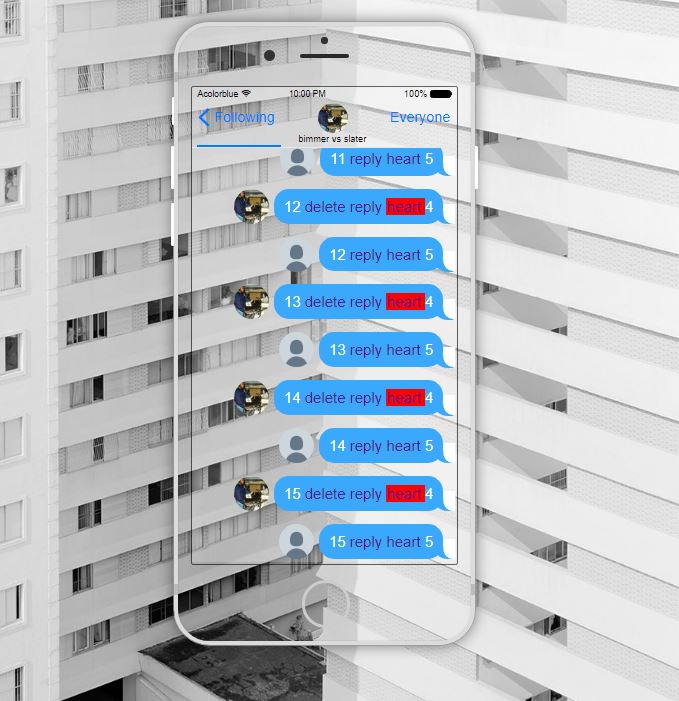 Acolorblue 10:00 PM 100%
Following Everyone
bimmer vs slater
11 reply heart 5
12 delete reply heart 4
12 reply heart 5
13 delete reply heart 4
13 reply heart 5
14 delete reply heart 4
14 reply heart 5
15 delete reply heart 4
15 reply heart 5